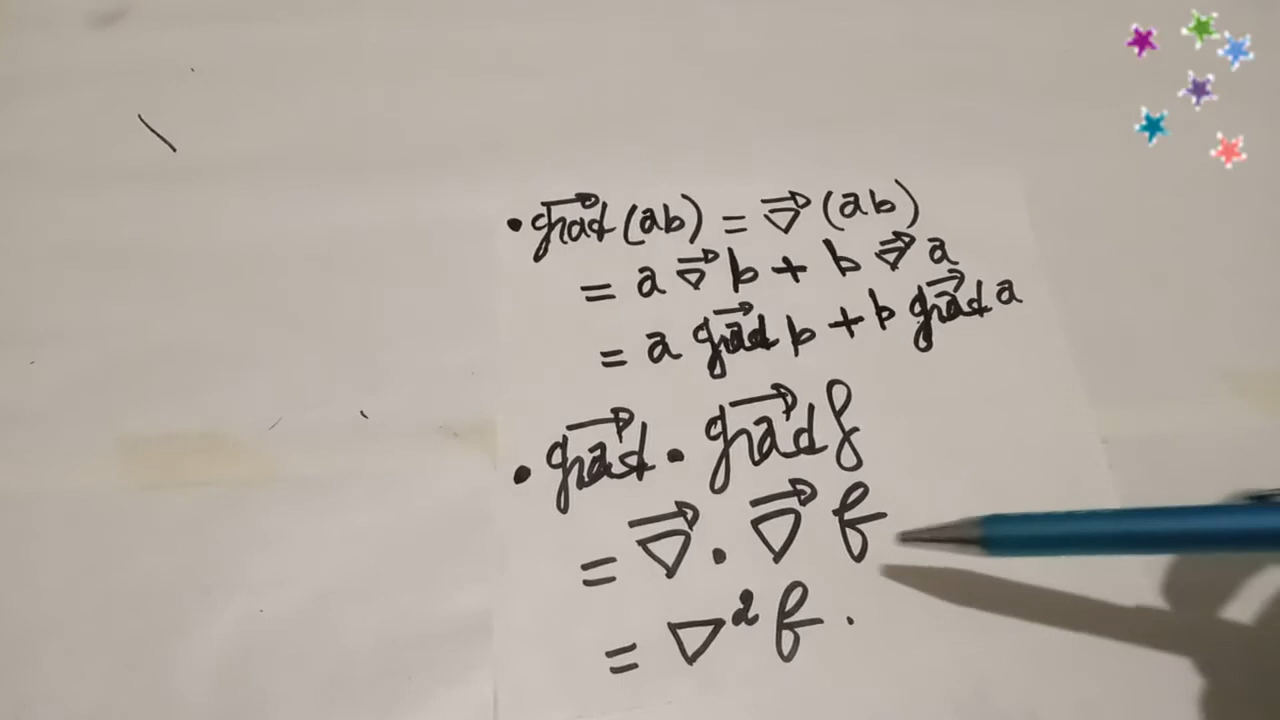 • grad⃗ (ab) = ∇⃗ (ab)
= a ∇⃗ b + b ∇⃗ a
= a grad⃗ b + b grad⃗ a
• grad⃗ • grad⃗ f
= ∇⃗ • ∇⃗ f
= ∇² f .